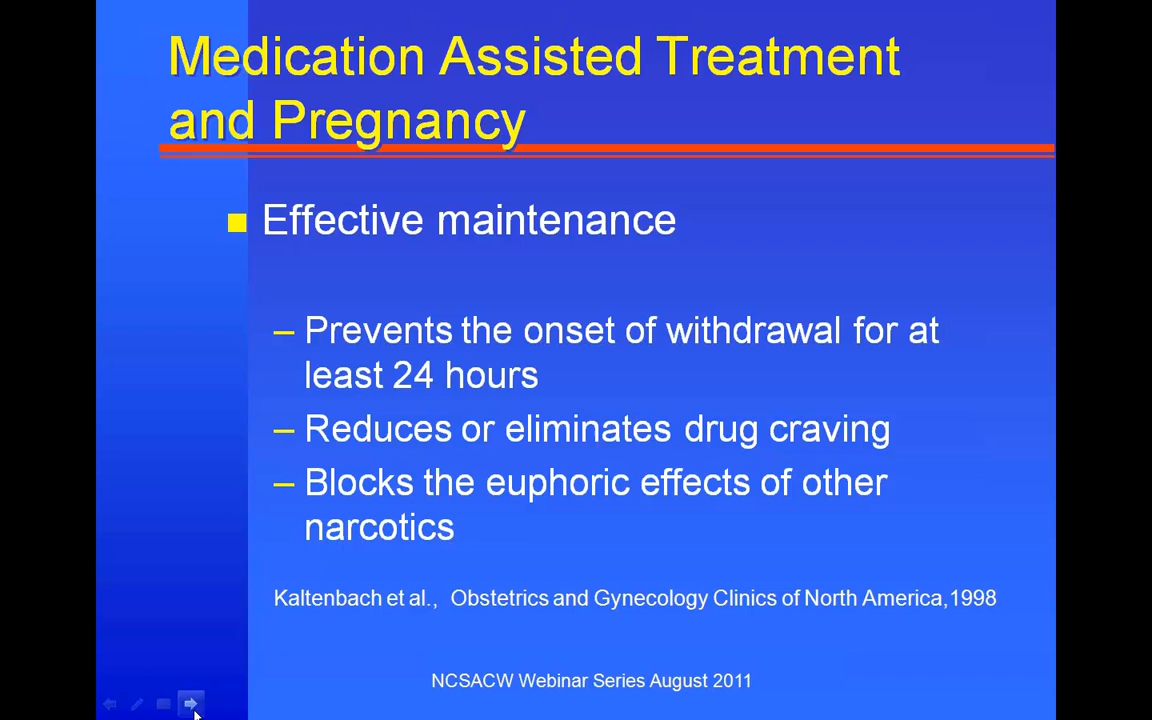 Medication Assisted Treatment
and Pregnancy
Effective maintenance
– Prevents the onset of withdrawal for at
least 24 hours
– Reduces or eliminates drug craving
– Blocks the euphoric effects of other
narcotics
Kaltenbach et al., Obstetrics and Gynecology Clinics of North America,1998
NCSACW Webinar Series August 2011